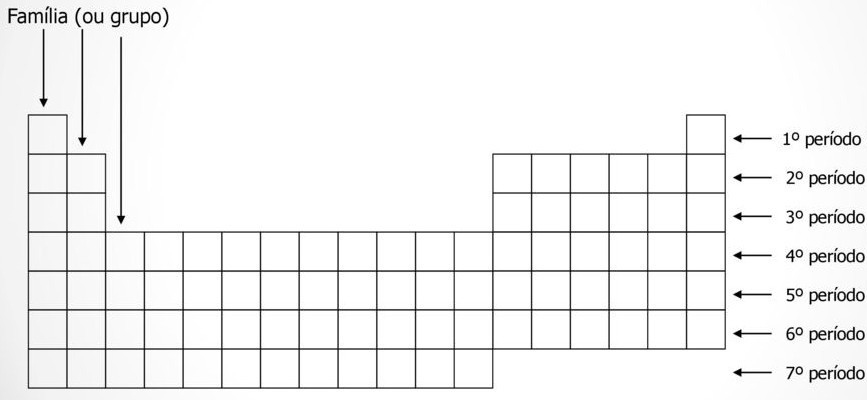 Família (ou grupo)
1º período
2º período
3º período
4º período
5º período
6º período
7º período